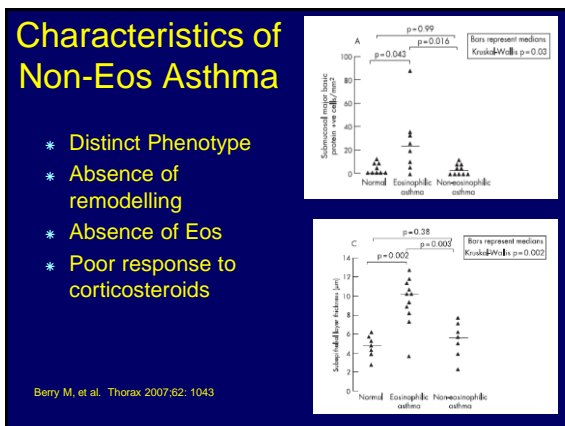 Characteristics of
Non-Eos Asthma
* Distinct Phenotype
* Absence of
remodelling
* Absence of Eos
* Poor response to
corticosteroids
Berry M, et al. Thorax 2007;62: 1043
p=0.99
A
p=0.016
p=0.043
Bars represent medians
Kruskal-Wallis p=0.03
Submucosal major basic
protein +ve cells/mm²
100
80
60
40
20
0
Normal
Eosinophilic
asthma
Non-eosinophilic
asthma
p=0.38
C
p=0.003
p=0.002
Bars represent medians
Kruskal-Wallis p=0.002
Subepithelial layer thickness (µm)
14
12
10
8
6
4
2
0
Normal
Eosinophilic
asthma
Non-eosinophilic
asthma